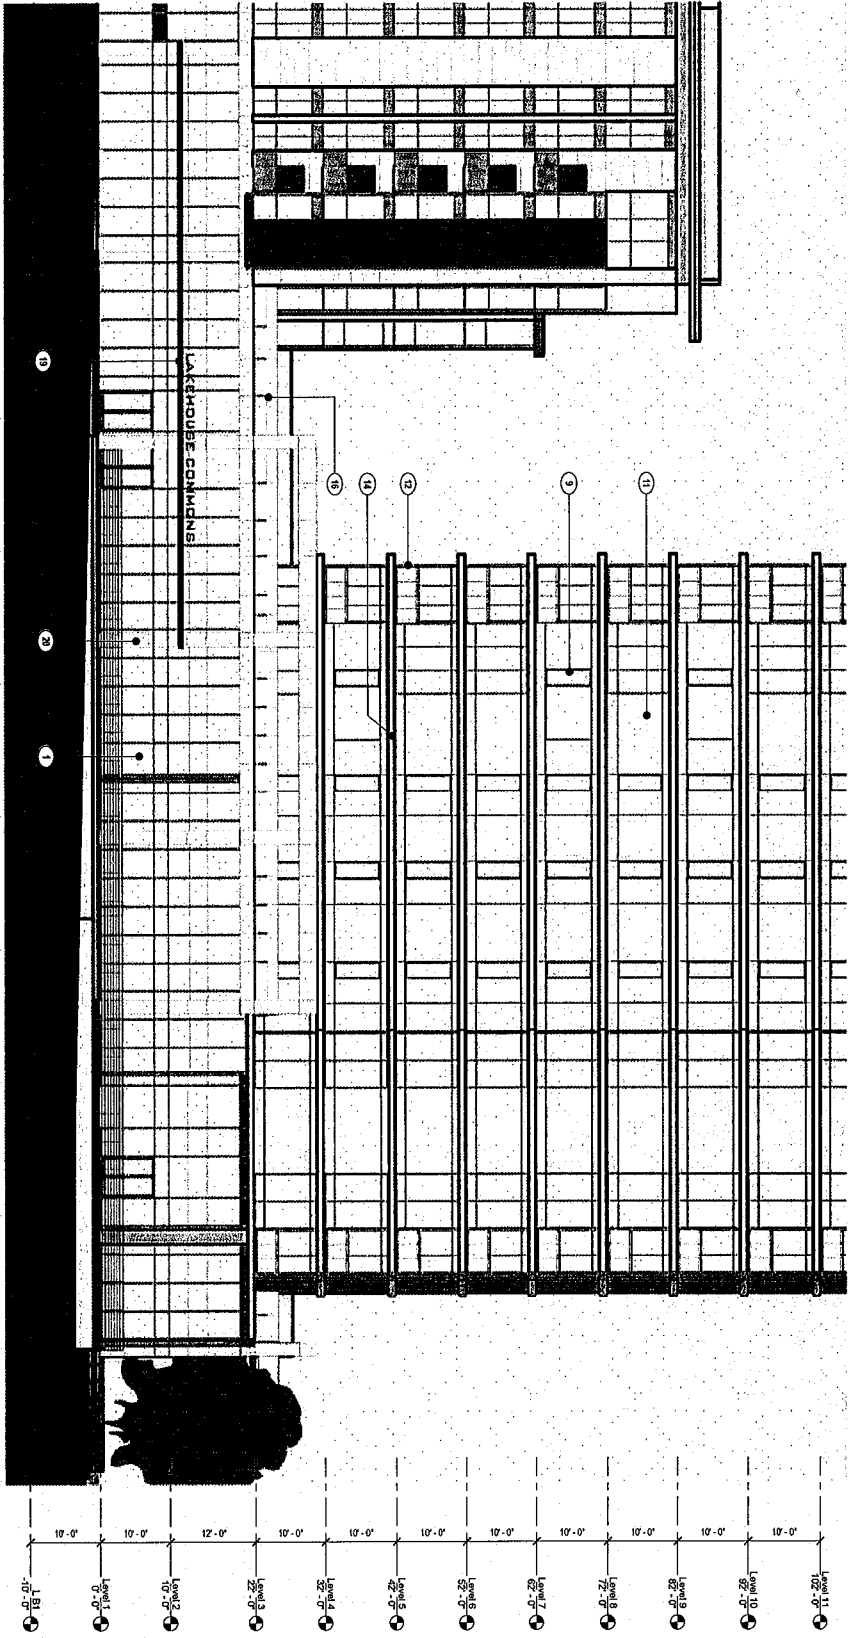 LAKEHOUSE COMMONS
19
20
1
16
14
12
9
11
10'-0"
10'-0"
12'-0"
10'-0"
10'-0"
10'-0"
10'-0"
10'-0"
10'-0"
10'-0"
10'-0"
LB1
-10'-0"
Level 1
0'-0"
Level 2
10'-0"
Level 3
22'-0"
Level 4
32'-0"
Level 5
42'-0"
Level 6
52'-0"
Level 7
62'-0"
Level 8
72'-0"
Level 9
82'-0"
Level 10
92'-0"
Level 11
102'-0"